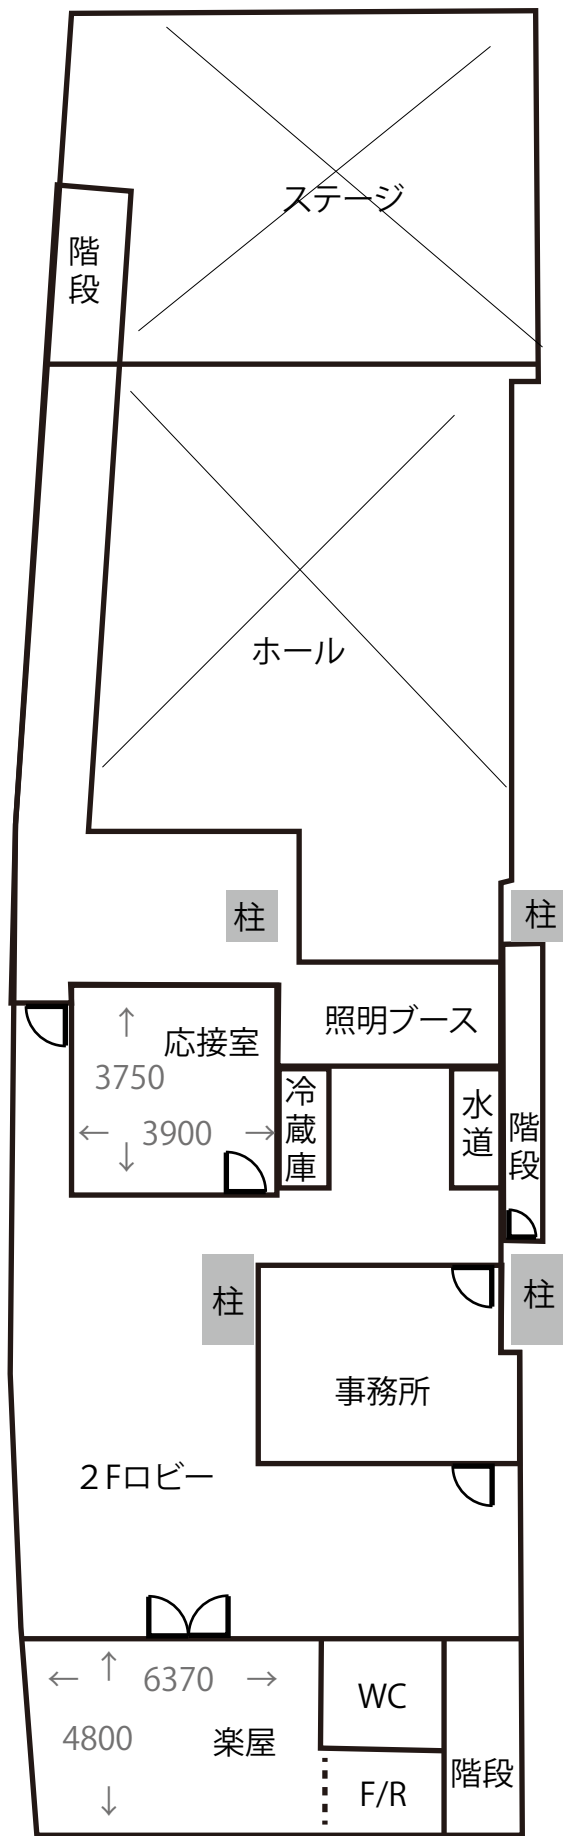 ステージ
階段
ホール
柱
柱
照明ブース
↑
応接室
3750
← 3900 →
↓
冷蔵庫
水道
階段
柱
柱
事務所
２Fロビー
← ↑ 6370 →
4800
↓
楽屋
WC
F/R
階段